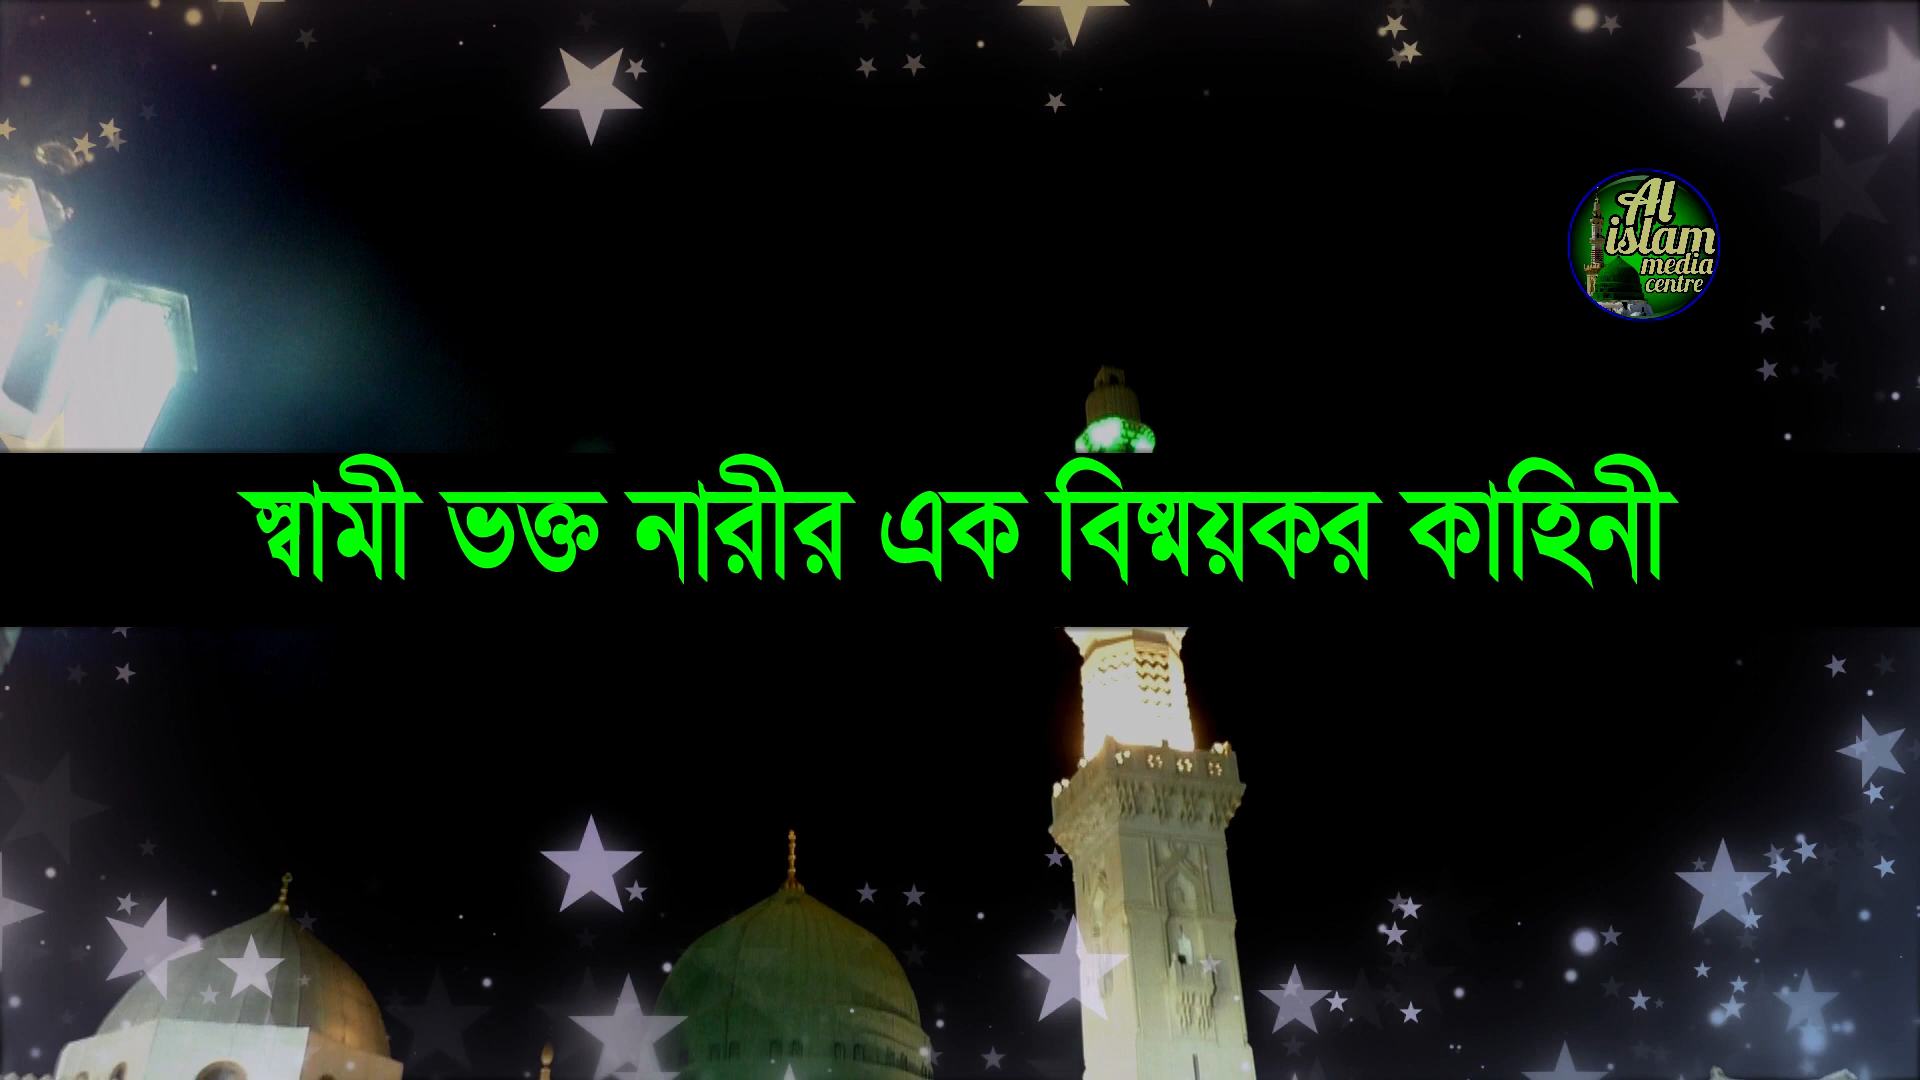 Al
islam
media
centre
স্বামী ভক্ত নারীর এক বিষ্ময়কর কাহিনী